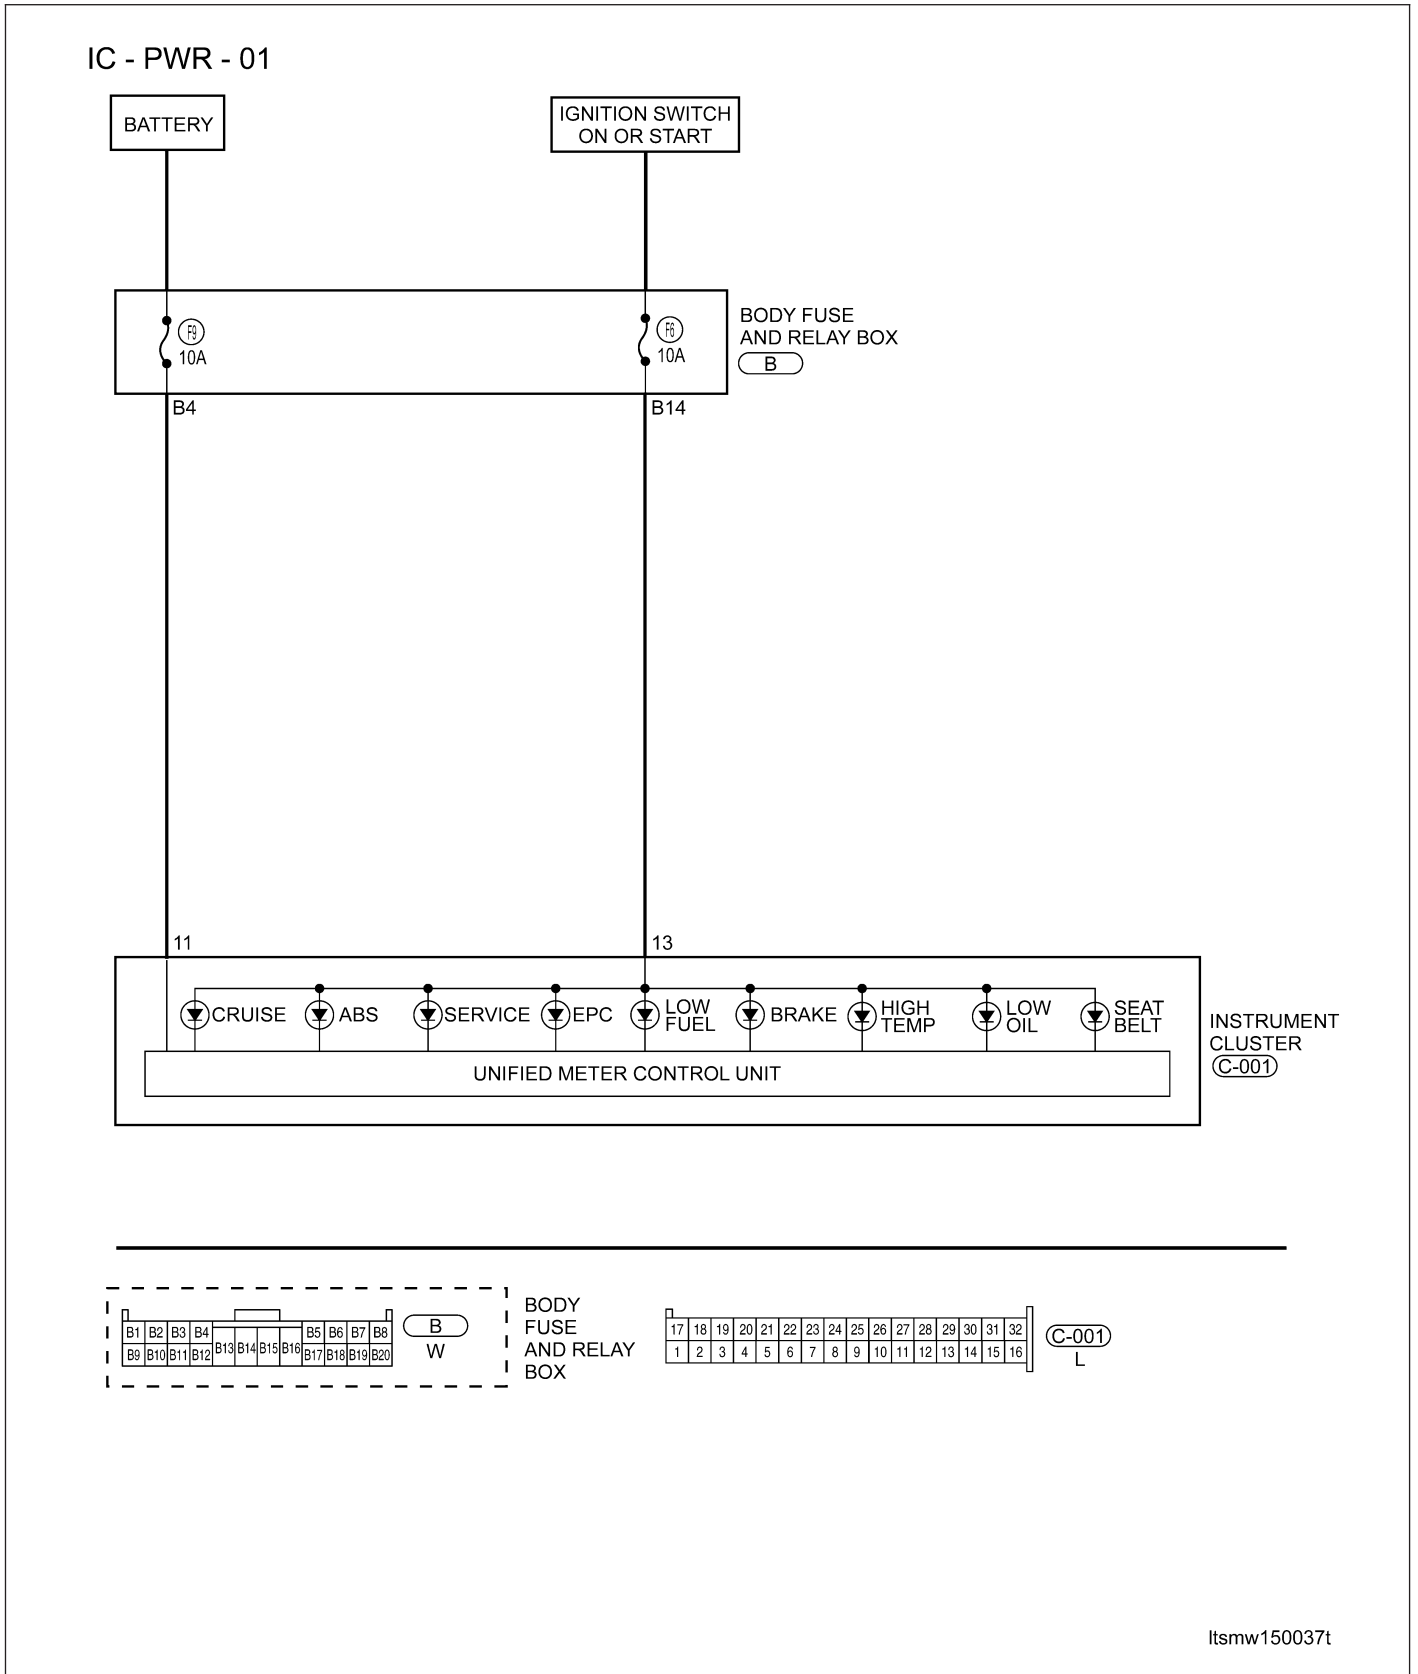 IC - PWR - 01
BATTERY
IGNITION SWITCH
ON OR START
F9
10A
F6
10A
BODY FUSE
AND RELAY BOX
B
B4
B14
11
13
CRUISE
ABS
SERVICE
EPC
LOW
FUEL
BRAKE
HIGH
TEMP
LOW
OIL
SEAT
BELT
UNIFIED METER CONTROL UNIT
INSTRUMENT
CLUSTER
C-001
B1 B2 B3 B4 B5 B6 B7 B8
B13 B14 B15 B16
B9 B10 B11 B12 B17 B18 B19 B20
B
W
BODY
FUSE
AND RELAY
BOX
17 18 19 20 21 22 23 24 25 26 27 28 29 30 31 32
1 2 3 4 5 6 7 8 9 10 11 12 13 14 15 16
C-001
L
ltsmw150037t